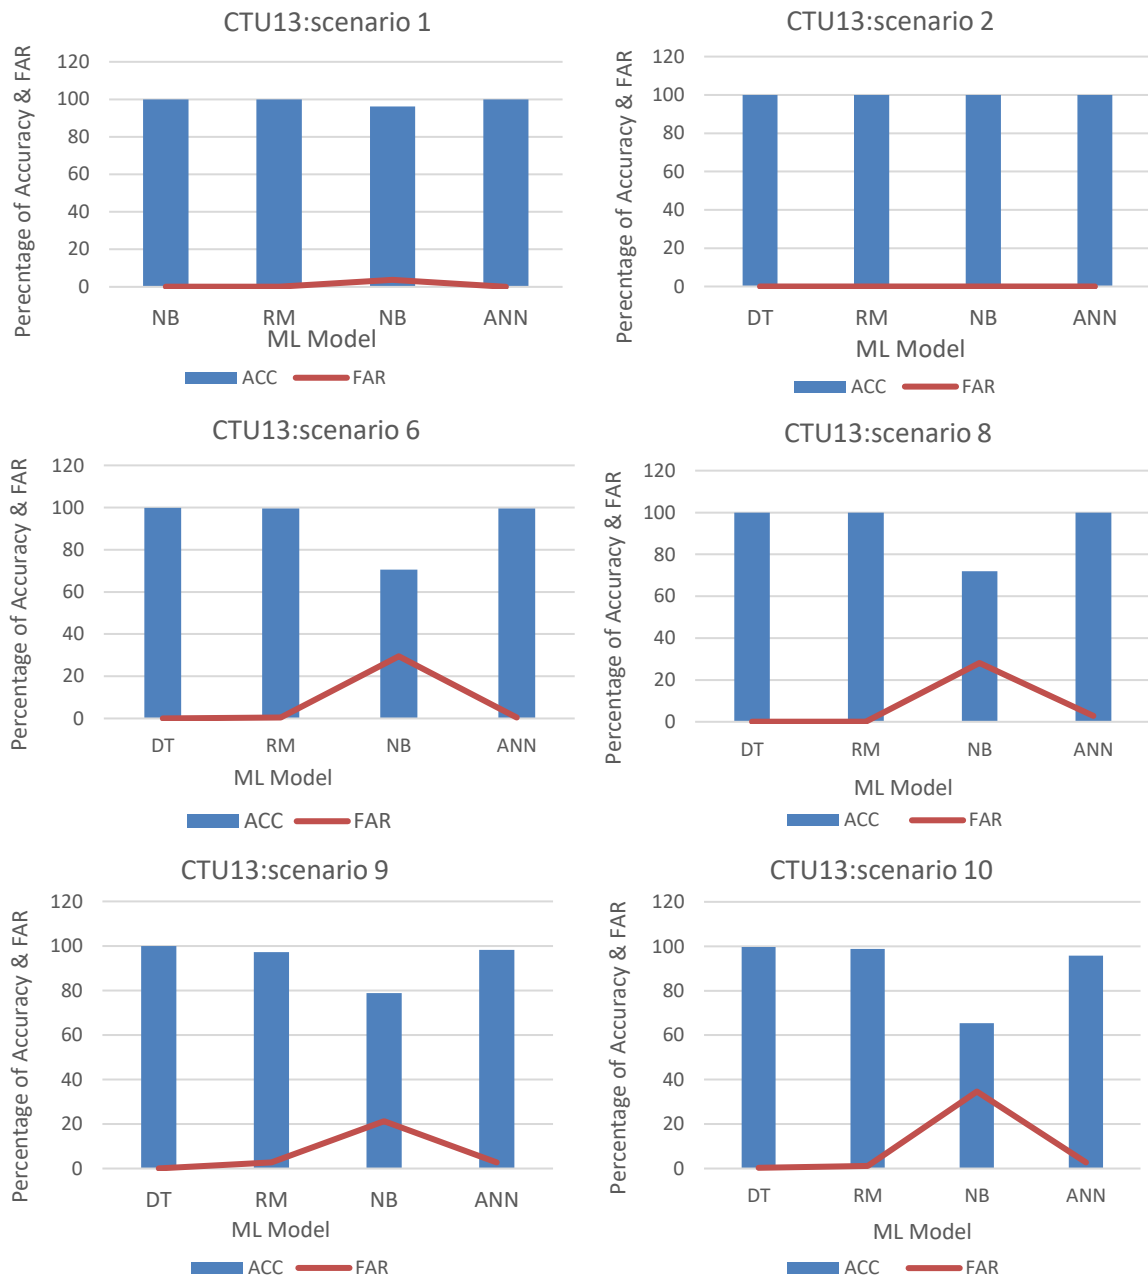 CTU13:scenario 1
Perecntage of Accuracy & FAR
120
100
80
60
40
20
0
NB RM NB ANN
ML Model
ACC FAR
CTU13:scenario 2
Perecntage of Accuracy & FAR
120
100
80
60
40
20
0
DT RM NB ANN
ML Model
ACC FAR
CTU13:scenario 6
Percentage of Accuracy & FAR
120
100
80
60
40
20
0
DT RM NB ANN
ML Model
ACC FAR
CTU13:scenario 8
Percentage of Accuracy & FAR
120
100
80
60
40
20
0
DT RM NB ANN
ML Model
ACC FAR
CTU13:scenario 9
Percentage of Accuracy & FAR
120
100
80
60
40
20
0
DT RM NB ANN
ML Model
ACC FAR
CTU13:scenario 10
Percentage of Accuracy & FAR
120
100
80
60
40
20
0
DT RM NB ANN
ML Model
ACC FAR